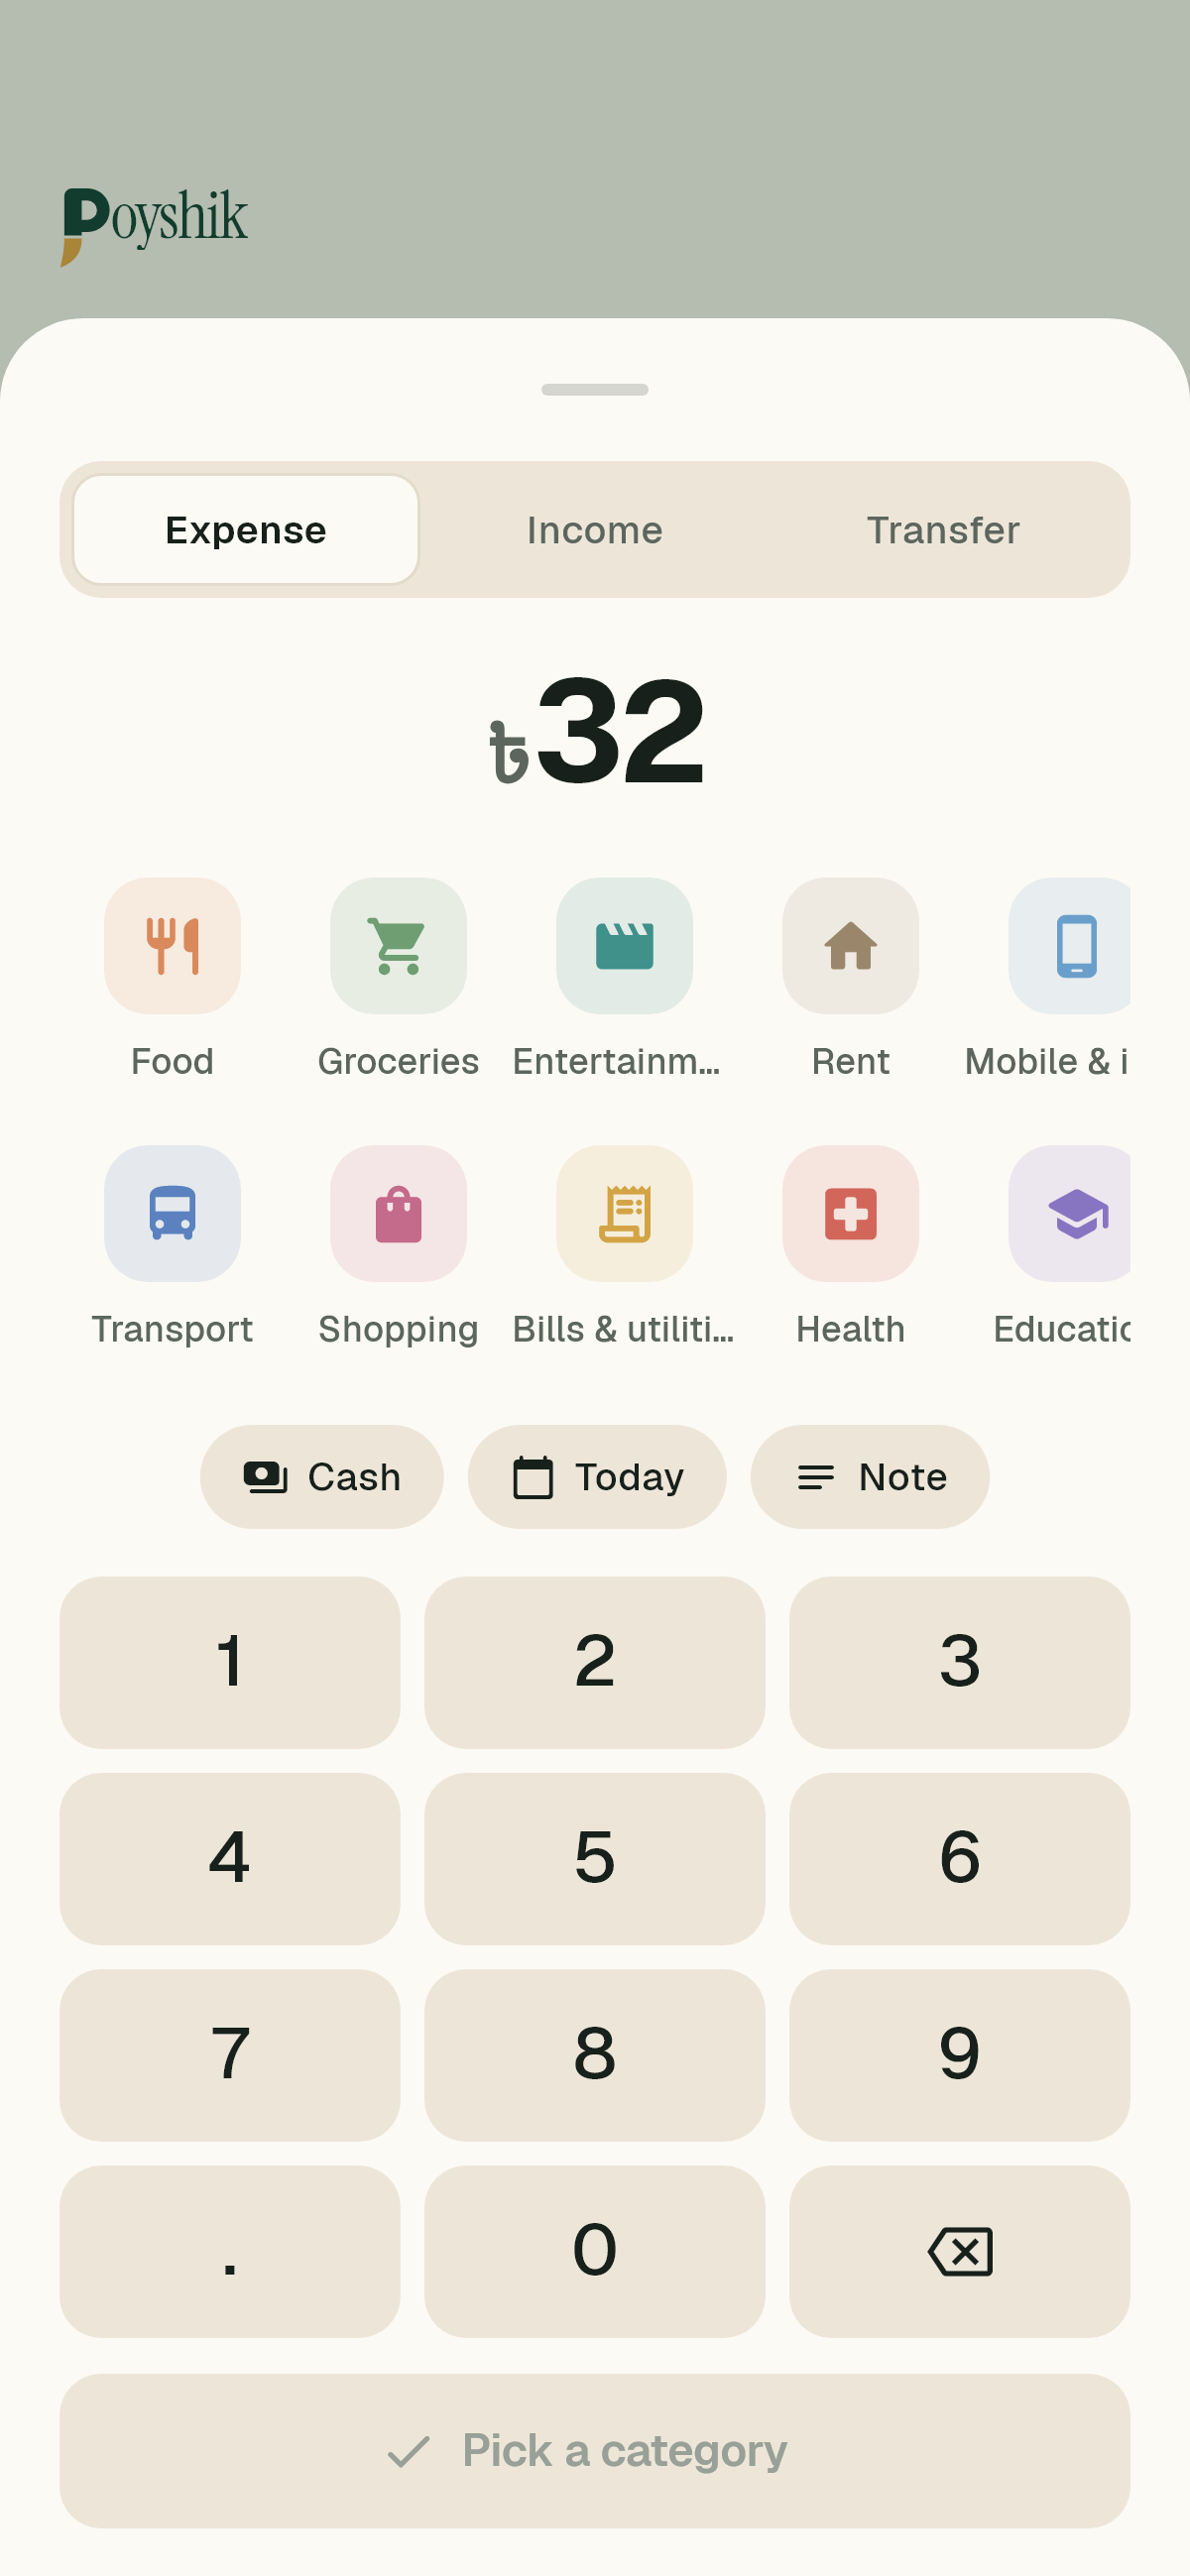 Poyshik
Expense Income Transfer
৳32
Food Groceries Entertainm... Rent Mobile & i
Transport Shopping Bills & utiliti... Health Educatio
Cash Today Note
1 2 3
4 5 6
7 8 9
. 0
Pick a category